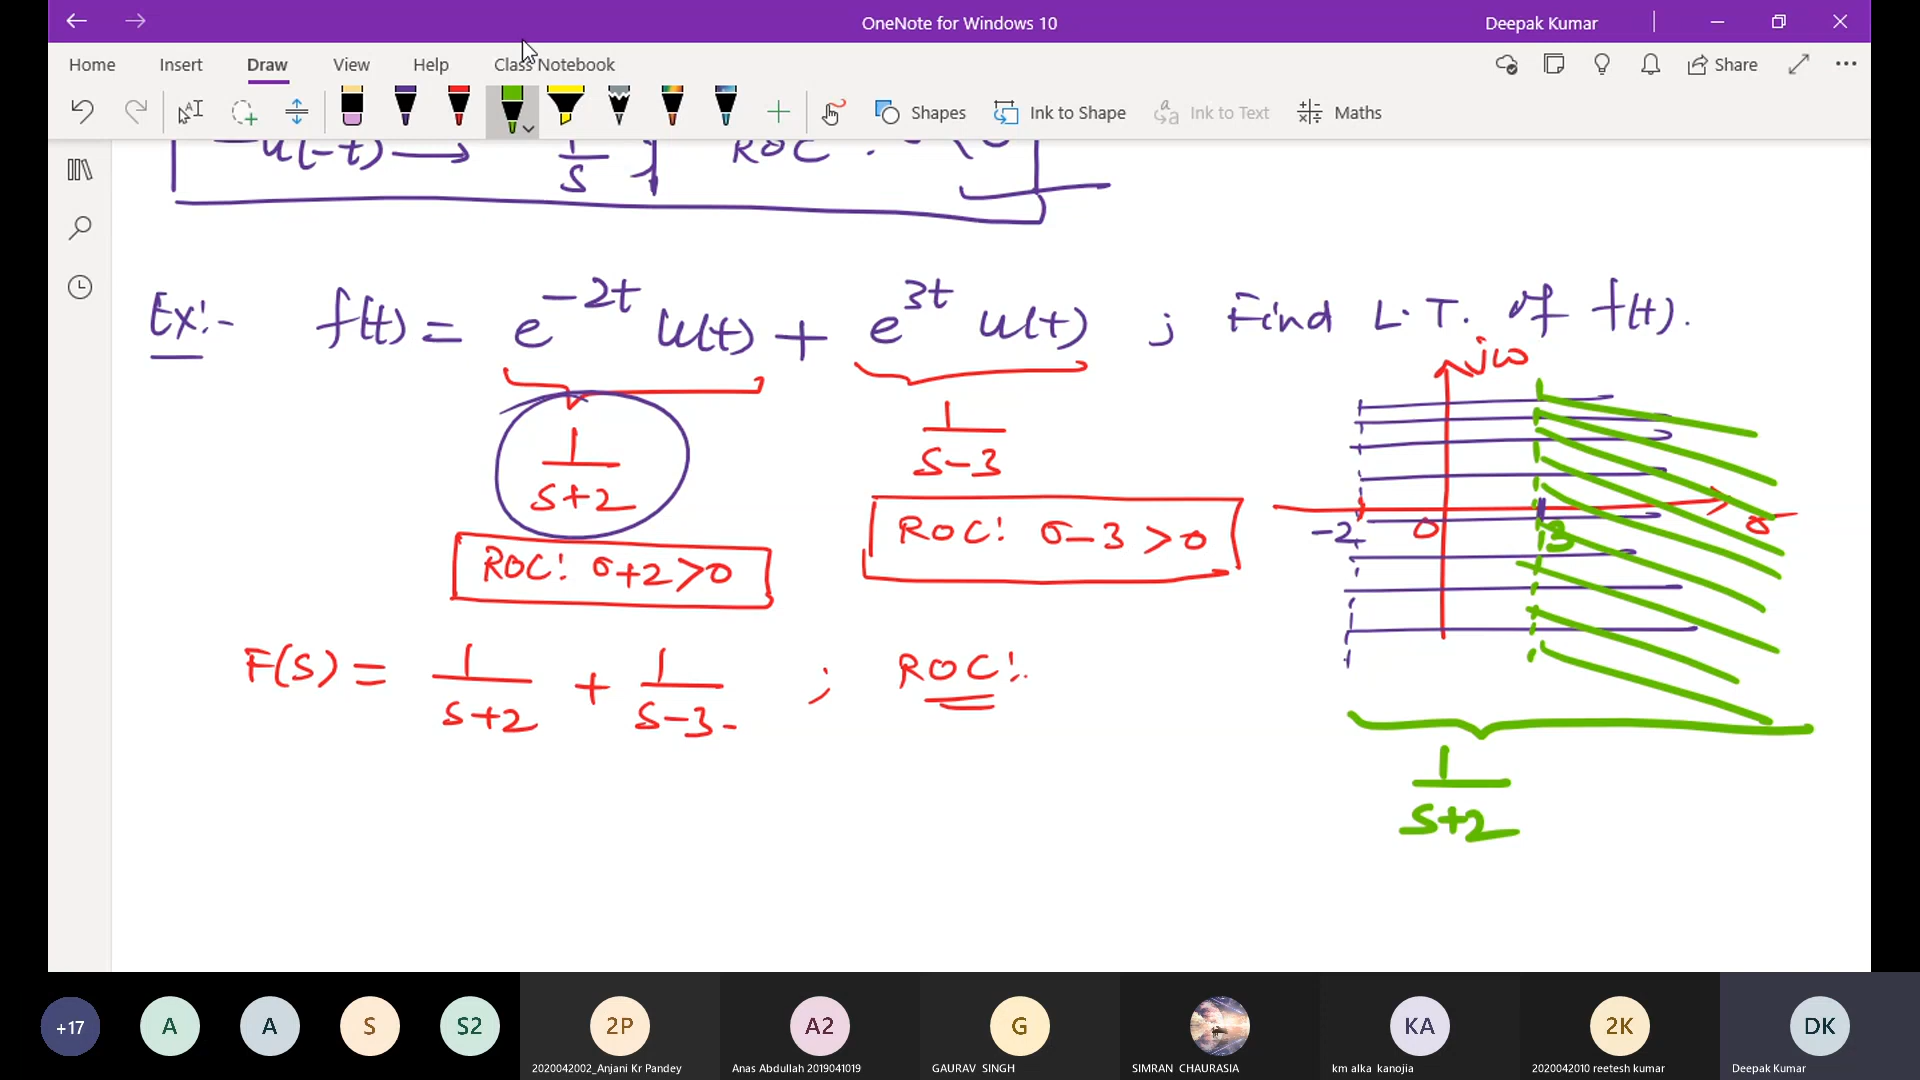 OneNote for Windows 10
Deepak Kumar
Home Insert Draw View Help Class Notebook
Share
Shapes Ink to Shape Ink to Text Maths
-u(-t) → 1/s } ROC:
Ex:- f(t) = e^{-2t} u(t) + e^{3t} u(t) ; Find L.T. of f(t).
jω
1/(s+2)
1/(s-3)
ROC: σ-3 > 0
-2 0 3 σ
ROC: σ+2 > 0
F(s) = 1/(s+2) + 1/(s-3) ; ROC:
1/(s+2)
+17 A A S S2 2P A2 G KA 2K DK
2020042002_Anjani Kr Pandey
Anas Abdullah 2019041019
GAURAV SINGH
SIMRAN CHAURASIA
km alka kanojia
2020042010 reetesh kumar
Deepak Kumar